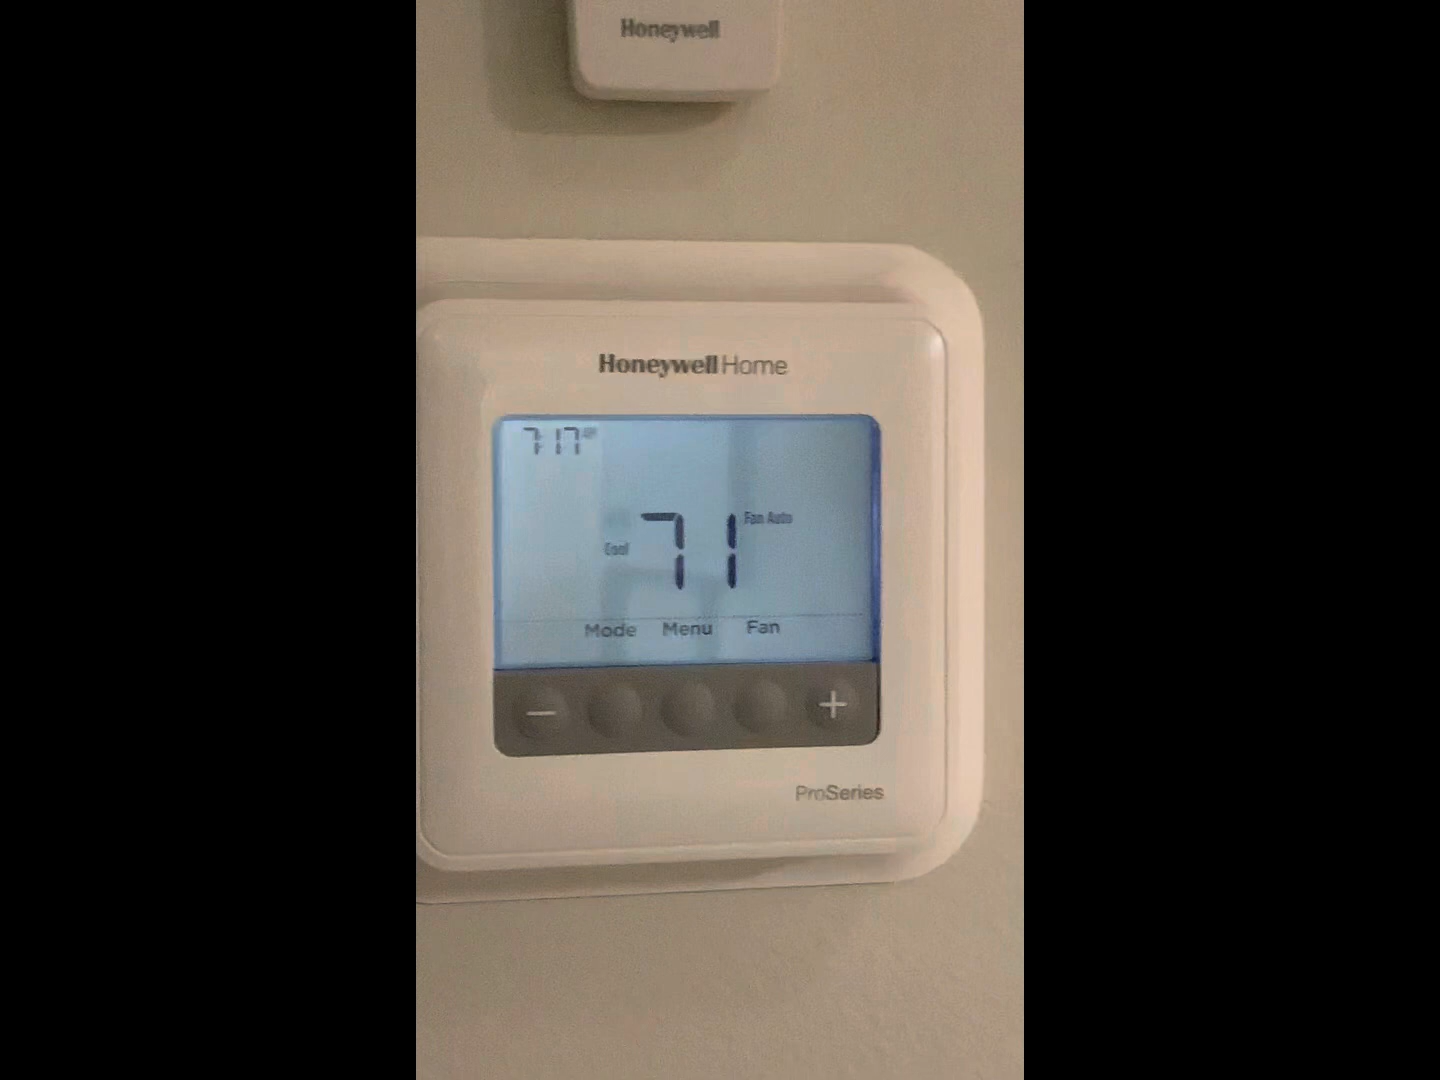 Honeywell
Honeywell Home
7:17
Fan Auto
Cool 71
Mode Menu Fan
− +
ProSeries